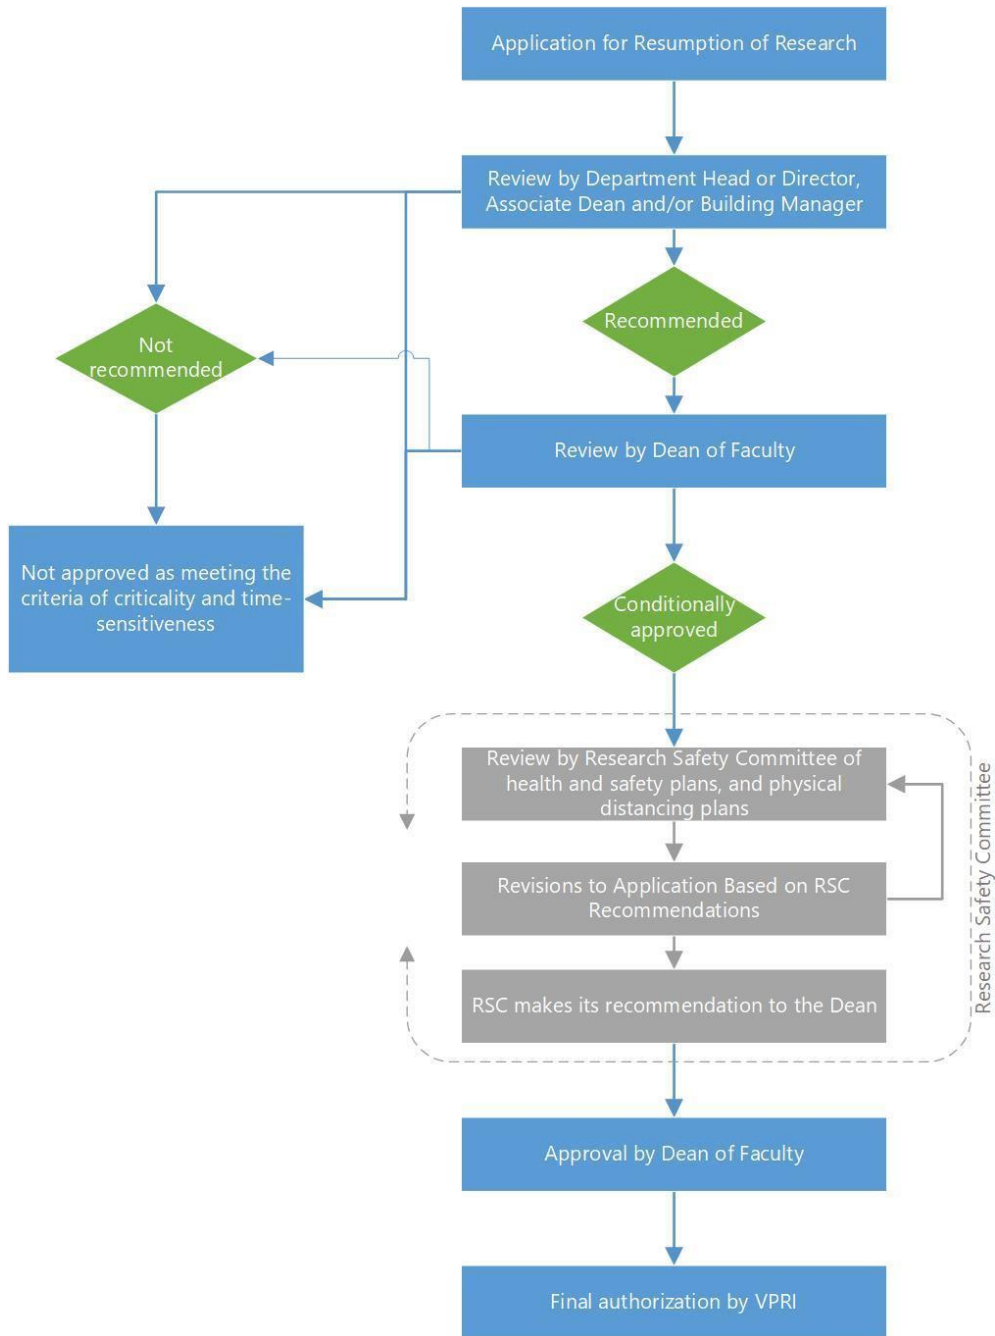 Application for Resumption of Research
Review by Department Head or Director,
Associate Dean and/or Building Manager
Recommended
Not
recommended
Review by Dean of Faculty
Not approved as meeting the
criteria of criticality and time-
sensitiveness
Conditionally
approved
Review by Research Safety Committee of
health and safety plans, and physical
distancing plans
Revisions to Application Based on RSC
Recommendations
RSC makes its recommendation to the Dean
Research Safety Committee
Approval by Dean of Faculty
Final authorization by VPRI